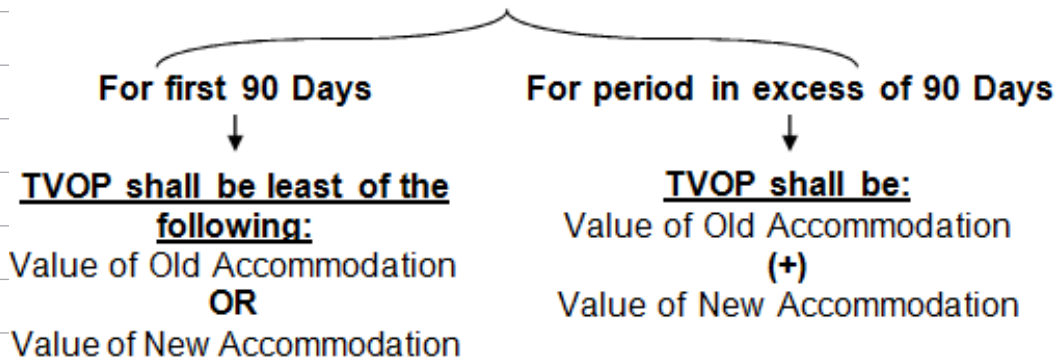 For first 90 Days
TVOP shall be least of the
following:
Value of Old Accommodation
OR
Value of New Accommodation
For period in excess of 90 Days
TVOP shall be:
Value of Old Accommodation
(+)
Value of New Accommodation